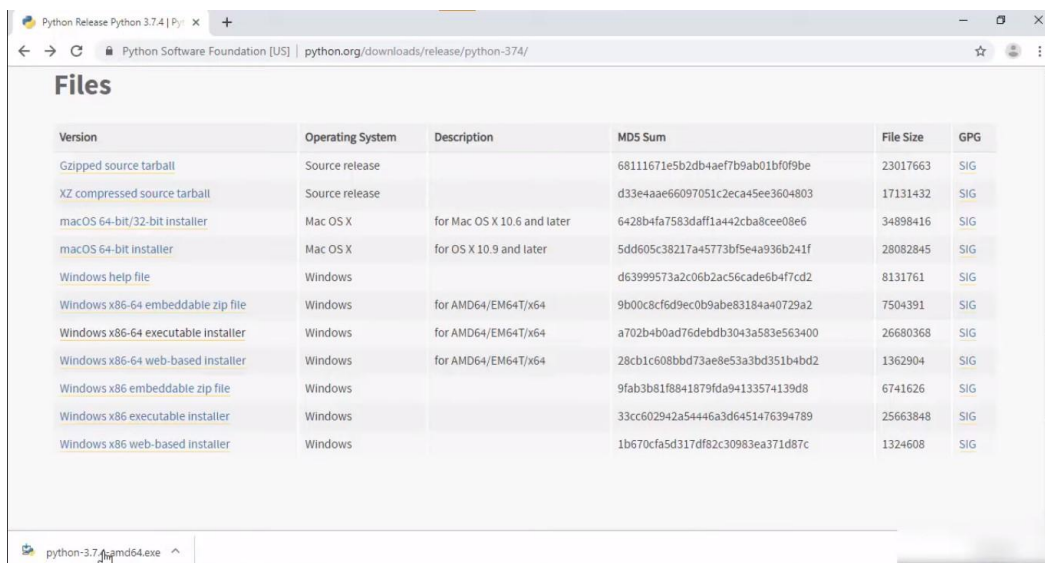 Python Release Python 3.7.4 | Pyt
Python Software Foundation [US] | python.org/downloads/release/python-374/
Files
Version Operating System Description MD5 Sum File Size GPG
Gzipped source tarball Source release 68111671e5b2db4aef7b9ab01bf0f9be 23017663 SIG
XZ compressed source tarball Source release d33e4aae66097051c2eca45ee3604803 17131432 SIG
macOS 64-bit/32-bit installer Mac OS X for Mac OS X 10.6 and later 6428b4fa7583daff1a442cba8cee08e6 34898416 SIG
macOS 64-bit installer Mac OS X for OS X 10.9 and later 5dd605c38217a45773bf5e4a936b241f 28082845 SIG
Windows help file Windows d63999573a2c06b2ac56cade6b4f7cd2 8131761 SIG
Windows x86-64 embeddable zip file Windows for AMD64/EM64T/x64 9b00c8cf6d9ec0b9abe83184a40729a2 7504391 SIG
Windows x86-64 executable installer Windows for AMD64/EM64T/x64 a702b4b0ad76debdb3043a583e563400 26680368 SIG
Windows x86-64 web-based installer Windows for AMD64/EM64T/x64 28cb1c608bbd73ae8e53a3bd351b4bd2 1362904 SIG
Windows x86 embeddable zip file Windows 9fab3b81f8841879fda94133574139d8 6741626 SIG
Windows x86 executable installer Windows 33cc602942a54446a3d6451476394789 25663848 SIG
Windows x86 web-based installer Windows 1b670cfa5d317df82c30983ea371d87c 1324608 SIG
python-3.7.4-amd64.exe